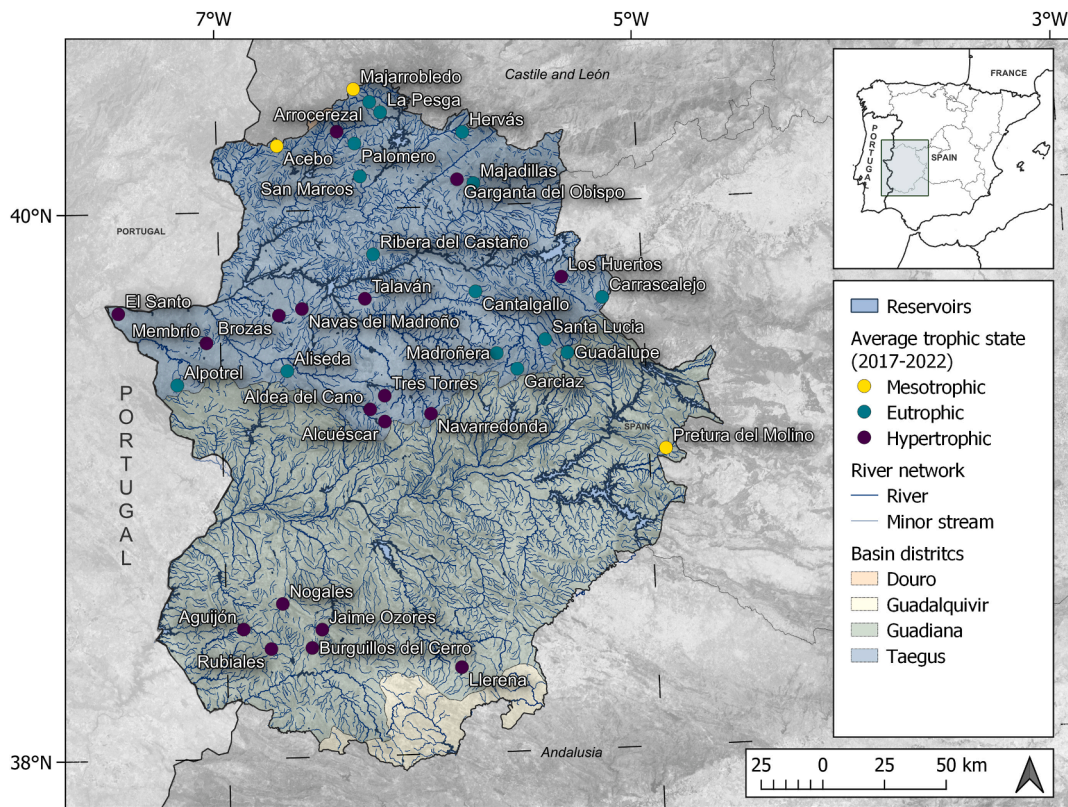 7°W
5°W
3°W
40°N
38°N
Castile and León
Majarrobledo
La Pesga
Arrocerezal
Hervás
Acebo
Palomero
San Marcos
Majadillas
Garganta del Obispo
PORTUGAL
Ribera del Castaño
Los Huertos
Carrascalejo
Talaván
Cantalgallo
El Santo
Membrío
Brozas
Navas del Madroño
Santa Lucia
Aliseda
Madroñera
Guadalupe
Alpotrel
Garciaz
Tres Torres
Aldea del Cano
Alcuéscar
Navarredonda
SPAIN
Pretura del Molino
PORTUGAL
Nogales
Aguijón
Jaime Ozores
Rubiales
Burguillos del Cerro
Llereña
Andalusia
FRANCE
PORTUGAL
SPAIN
Reservoirs
Average trophic state
(2017-2022)
Mesotrophic
Eutrophic
Hypertrophic
River network
River
Minor stream
Basin distritcs
Douro
Guadalquivir
Guadiana
Taegus
25 0 25 50 km